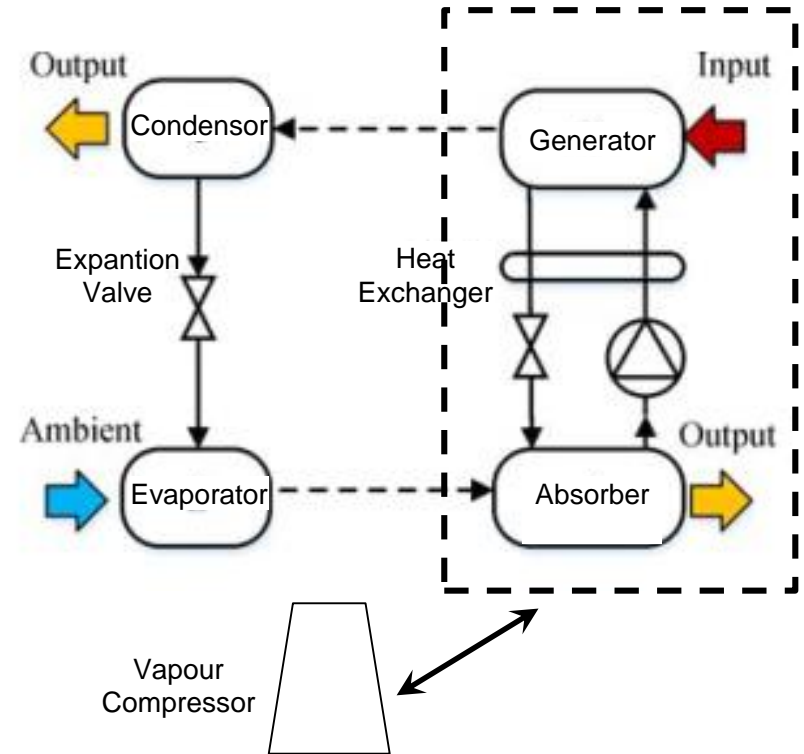 Output
Input
Condensor
Generator
Expantion
Valve
Heat
Exchanger
Ambient
Output
Evaporator
Absorber
Vapour
Compressor